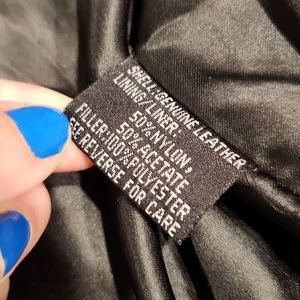 SHELL: GENUINE LEATHER
LINING/LINER:
50% NYLON,
50% ACETATE
FILLER: 100% POLYESTER
SEE REVERSE FOR CARE